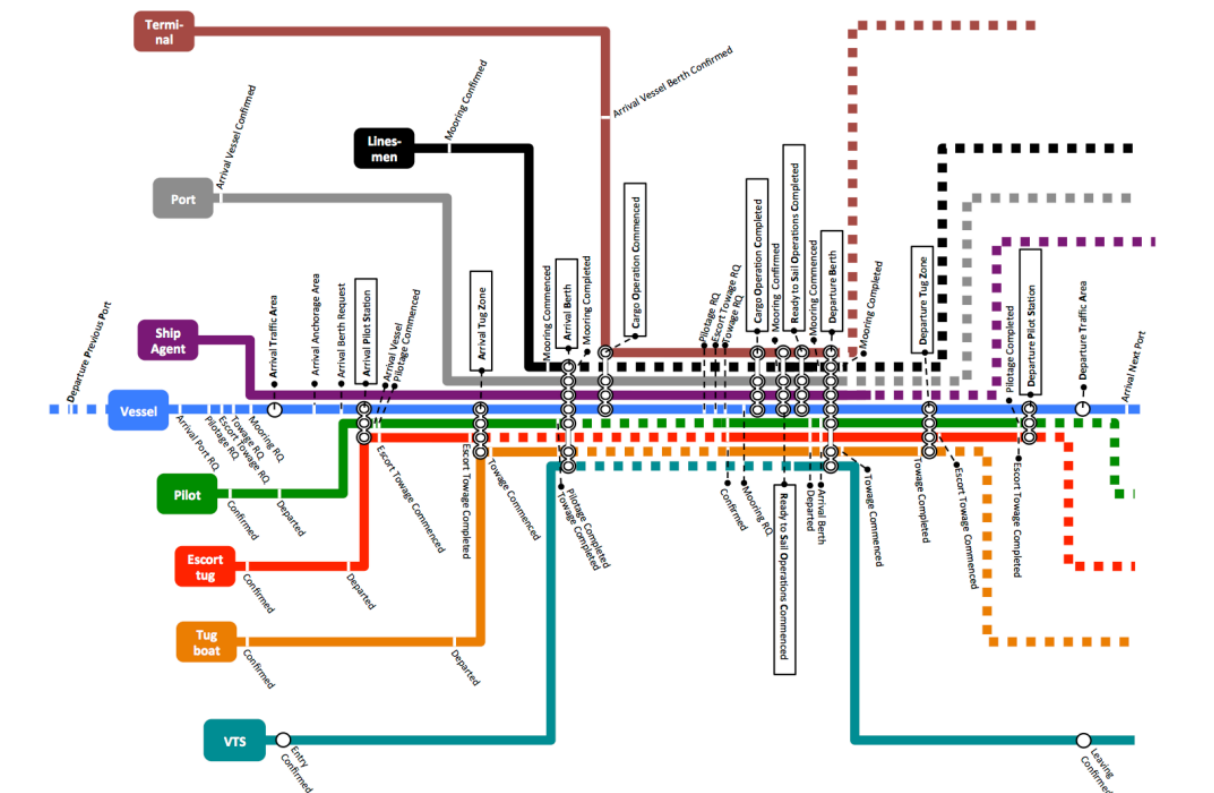 Termi-
nal
Arrival Vessel Berth Confirmed
Mooring Confirmed
Lines-
men
Arrival Vessel Confirmed
Port
Ship
Agent
Departure Previous Port
Arrival Traffic Area
Arrival Anchorage Area
Arrival Berth Request
Arrival Pilot Station
Arrival Vessel
Pilotage Commenced
Arrival Tug Zone
Mooring Commenced
Arrival Berth
Mooring Completed
Cargo Operation Commenced
Pilotage RQ
Escort Towage RQ
Towage RQ
Cargo Operation Completed
Mooring Confirmed
Ready to Sail Operations Completed
Mooring Commenced
Departure Berth
Mooring Completed
Departure Tug Zone
Pilotage Completed
Departure Pilot Station
Departure Traffic Area
Arrival Next Port
Vessel
Arrival Port RQ
Pilotage RQ
Escort Towage RQ
Towage RQ
Mooring RQ
Escort Towage Commenced
Escort Towage Completed
Towage Commenced
Pilotage Completed
Towage Completed
Confirmed
Mooring RQ
Ready to Sail Operations Commenced
Departed
Arrival Berth
Towage Commenced
Towage Completed
Escort Towage Commenced
Escort Towage Completed
Pilot
Confirmed
Departed
Escort
tug
Confirmed
Departed
Tug
boat
Confirmed
Departed
VTS
Entry
Confirmed
Leaving
Confirmed